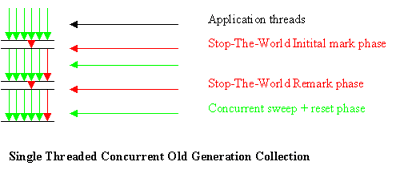 Application threads
Stop-The-World Initital mark phase
Stop-The-World Remark phase
Concurrent sweep + reset phase
Single Threaded Concurrent Old Generation Collection